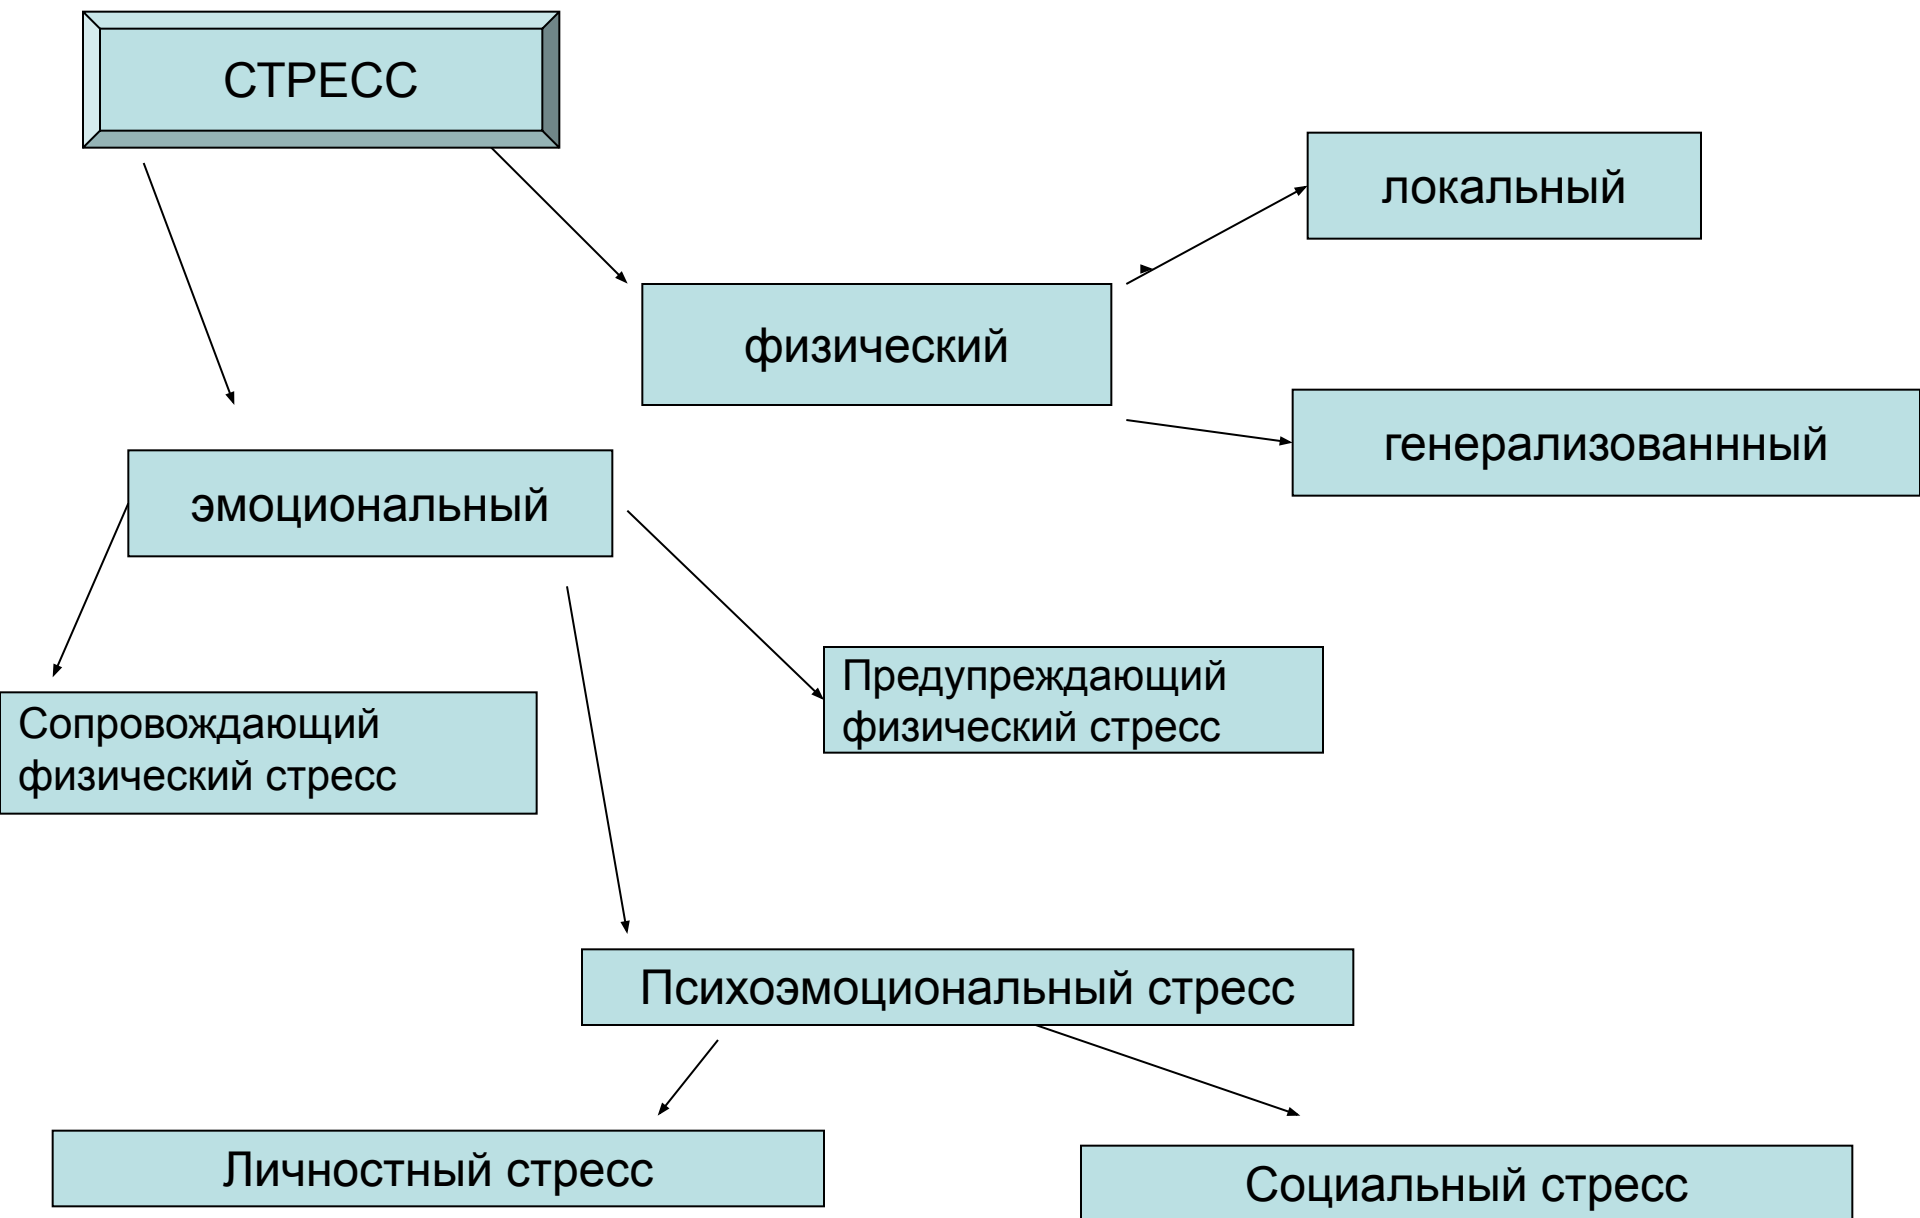 СТРЕСС
локальный
физический
генерализованнный
эмоциональный
Предупреждающий
физический стресс
Сопровождающий
физический стресс
Психоэмоциональный стресс
Личностный стресс
Социальный стресс